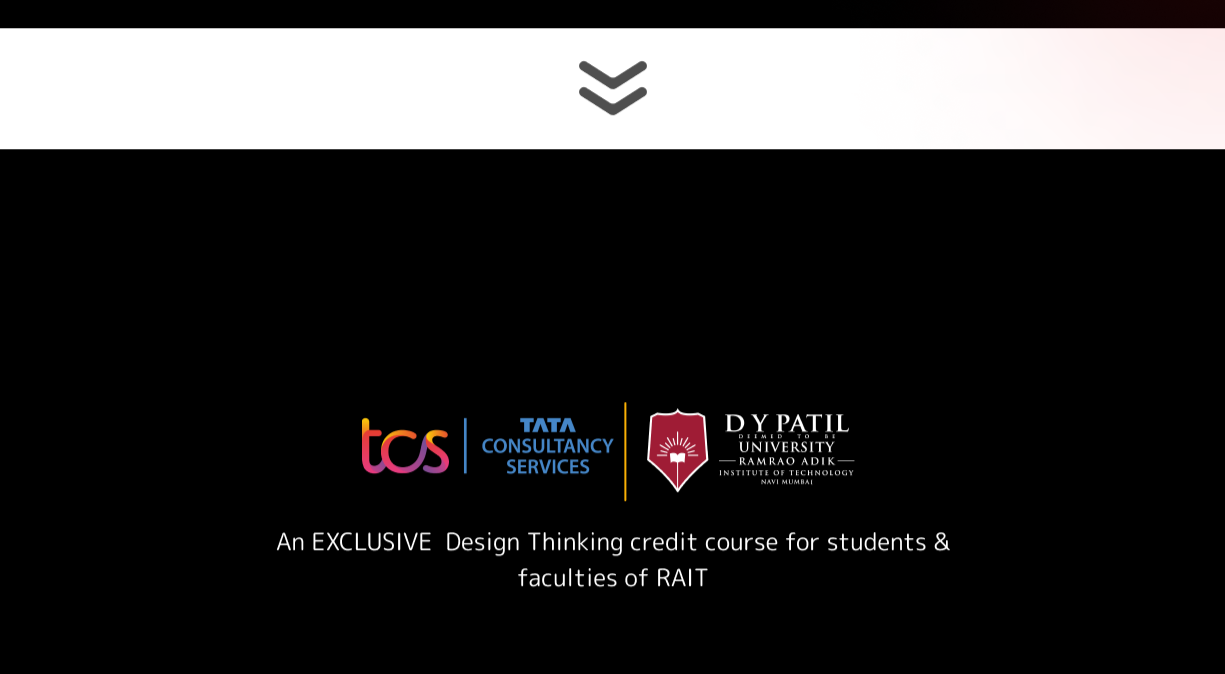 tcs
TATA
CONSULTANCY
SERVICES
D Y PATIL
DEEMED TO BE
UNIVERSITY
RAMRAO ADIK
INSTITUTE OF TECHNOLOGY
NAVI MUMBAI
An EXCLUSIVE  Design Thinking credit course for students &
faculties of RAIT